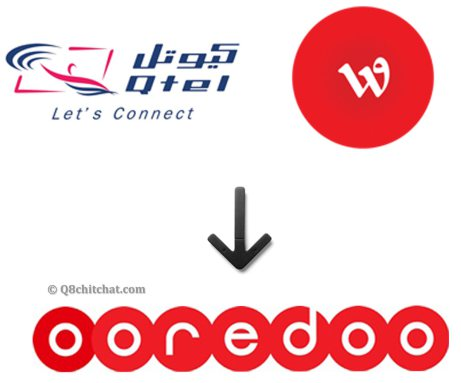 كيوتل
Qtel
Let's Connect
w
© Q8chitchat.com
ooredoo